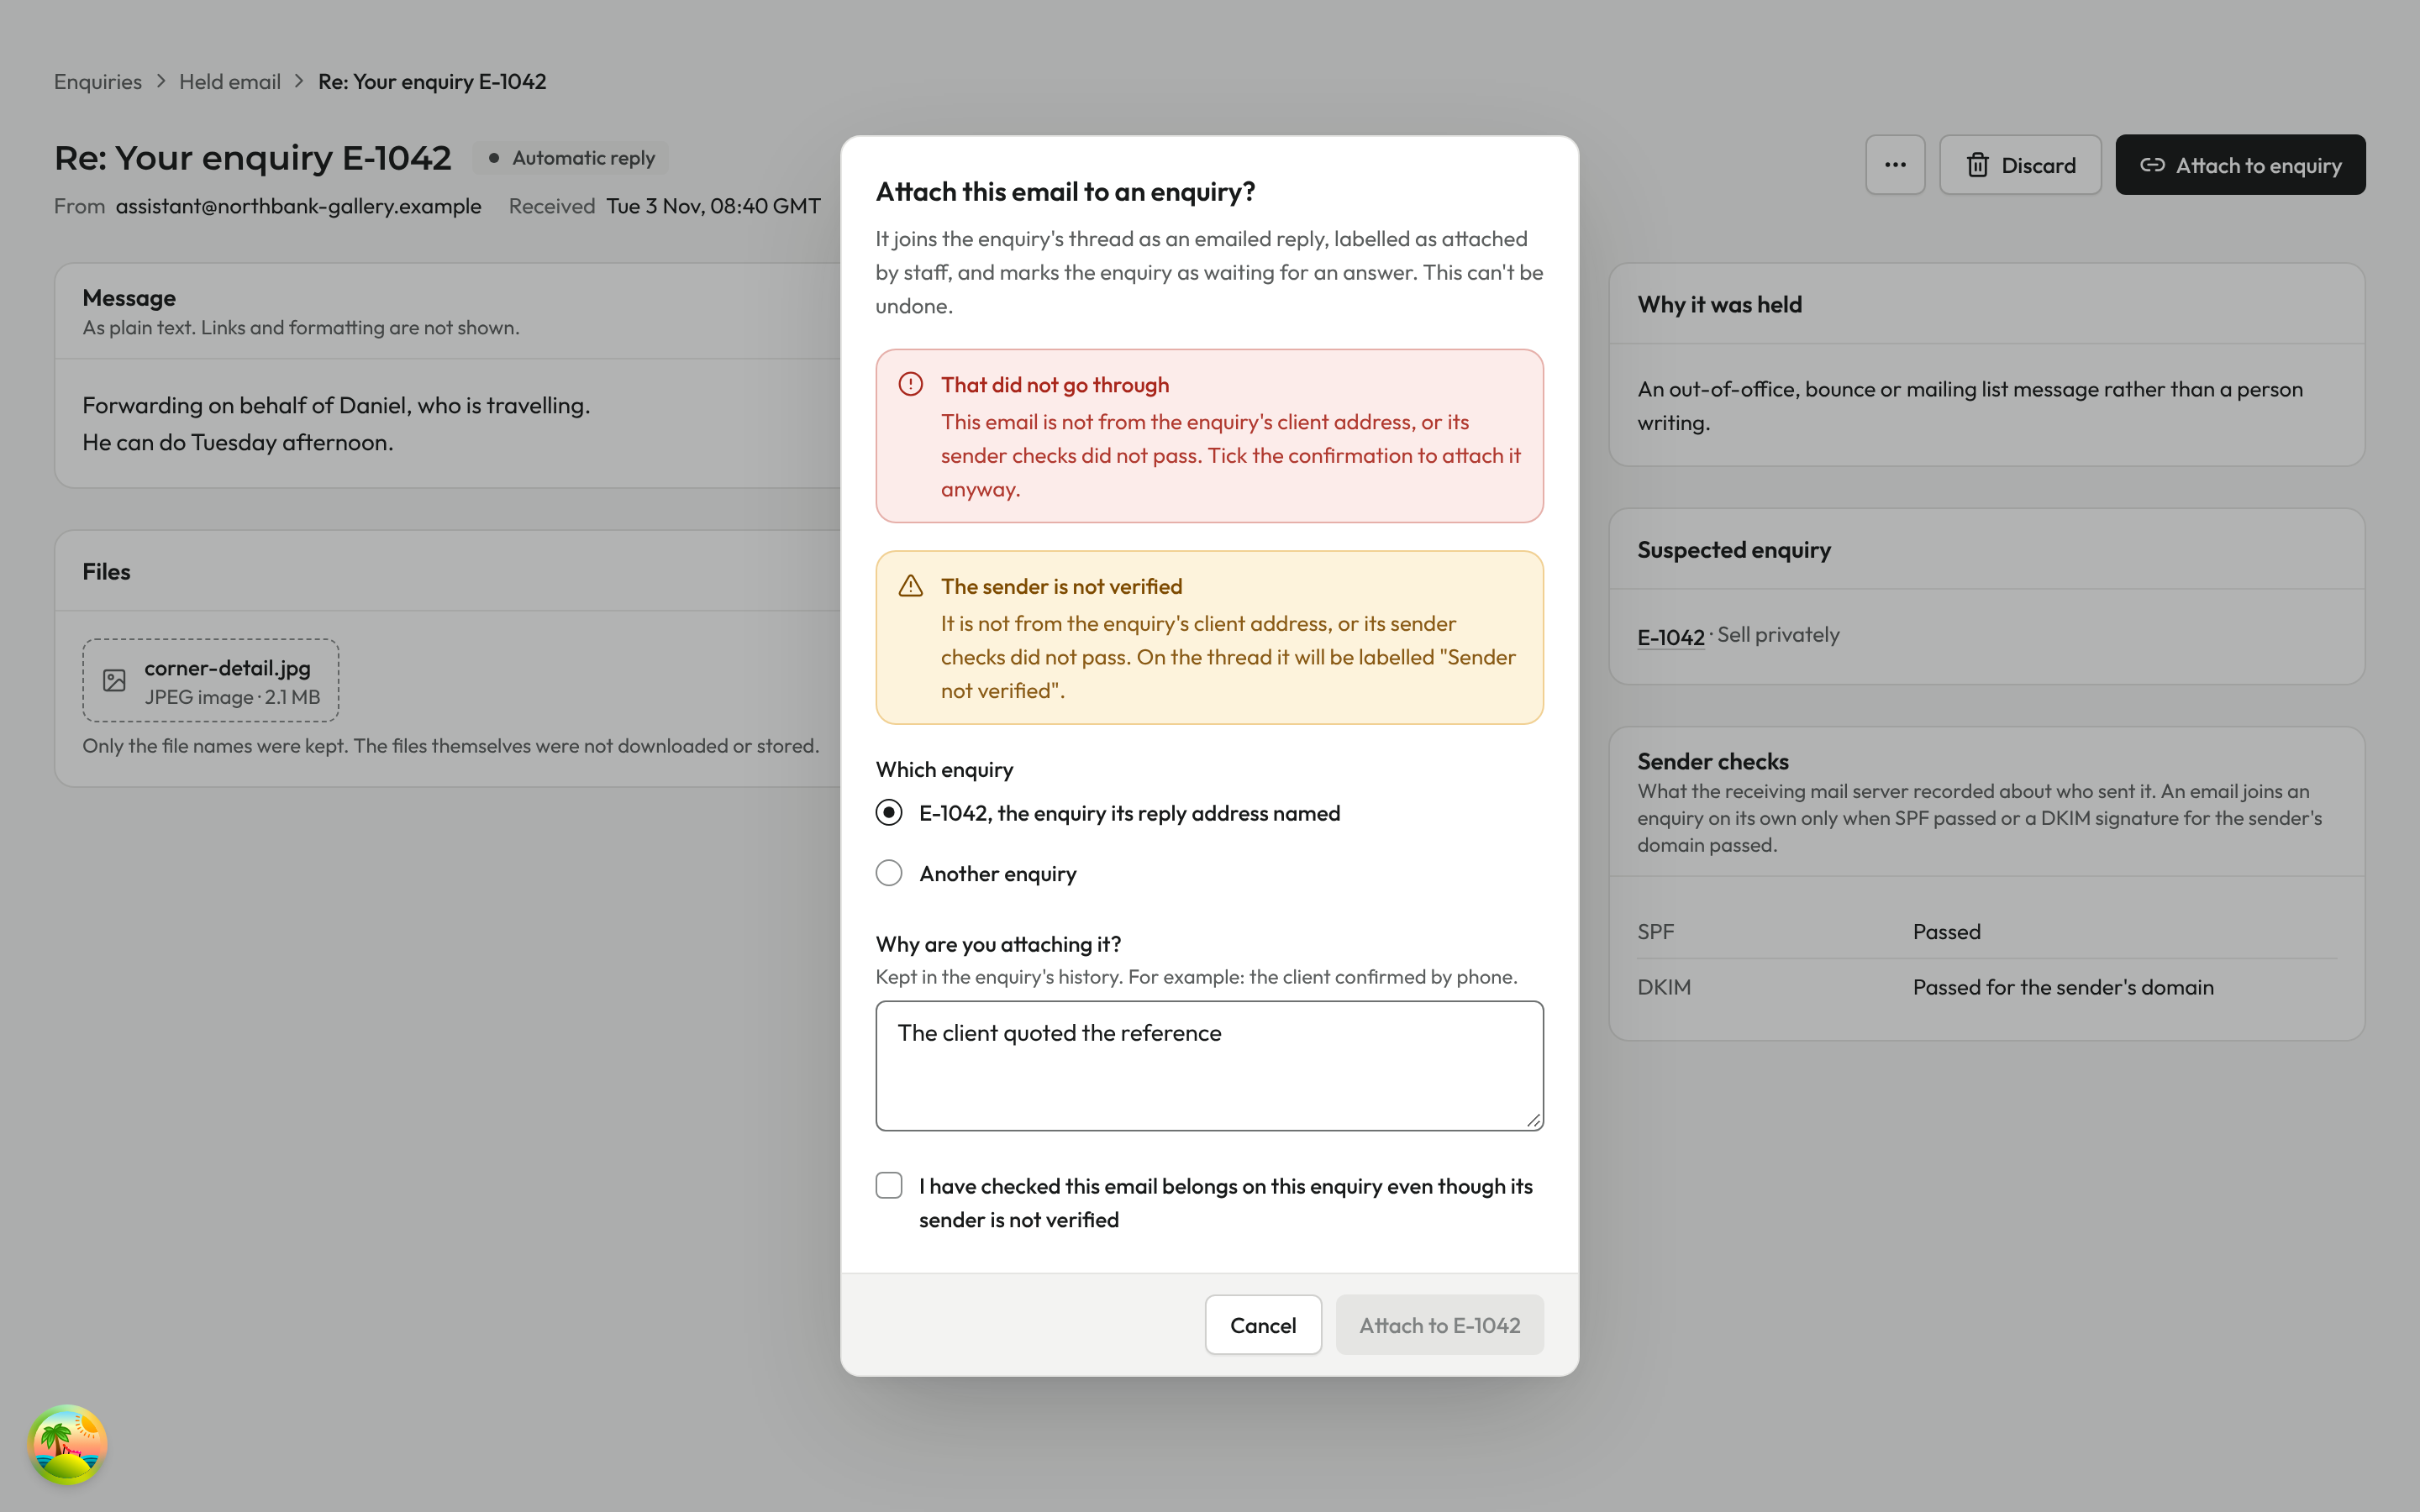 Enquiries > Held email > Re: Your enquiry E-1042
Re: Your enquiry E-1042
Automatic reply
From assistant@northbank-gallery.example Received Tue 3 Nov, 08:40 GMT
Discard
Attach to enquiry
Message
As plain text. Links and formatting are not shown.
Forwarding on behalf of Daniel, who is travelling.
He can do Tuesday afternoon.
Files
corner-detail.jpg
JPEG image · 2.1 MB
Only the file names were kept. The files themselves were not downloaded or stored.
Attach this email to an enquiry?
It joins the enquiry's thread as an emailed reply, labelled as attached
by staff, and marks the enquiry as waiting for an answer. This can't be
undone.
That did not go through
This email is not from the enquiry's client address, or its
sender checks did not pass. Tick the confirmation to attach it
anyway.
The sender is not verified
It is not from the enquiry's client address, or its sender
checks did not pass. On the thread it will be labelled "Sender
not verified".
Which enquiry
E-1042, the enquiry its reply address named
Another enquiry
Why are you attaching it?
Kept in the enquiry's history. For example: the client confirmed by phone.
The client quoted the reference
I have checked this email belongs on this enquiry even though its
sender is not verified
Cancel
Attach to E-1042
Why it was held
An out-of-office, bounce or mailing list message rather than a person
writing.
Suspected enquiry
E-1042 · Sell privately
Sender checks
What the receiving mail server recorded about who sent it. An email joins an
enquiry on its own only when SPF passed or a DKIM signature for the sender's
domain passed.
SPF Passed
DKIM Passed for the sender's domain